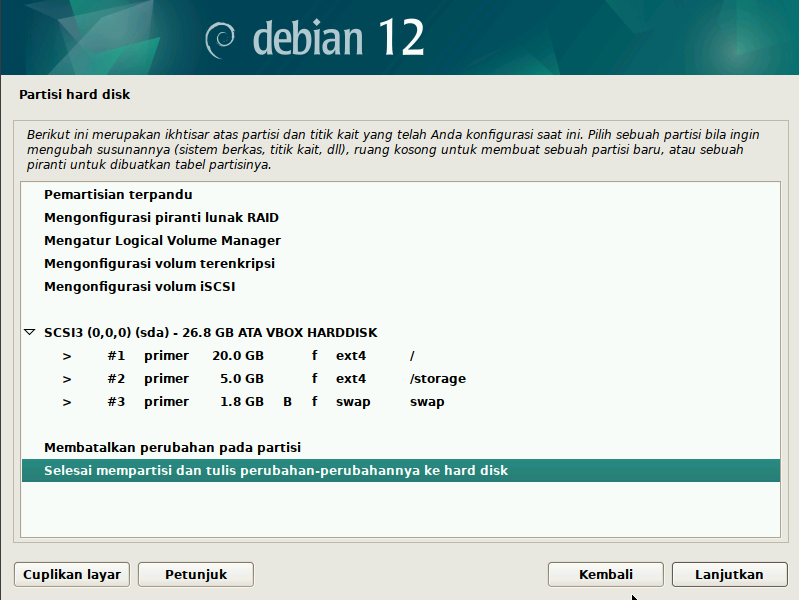 debian 12
Partisi hard disk
Berikut ini merupakan ikhtisar atas partisi dan titik kait yang telah Anda konfigurasi saat ini. Pilih sebuah partisi bila ingin
mengubah susunannya (sistem berkas, titik kait, dll), ruang kosong untuk membuat sebuah partisi baru, atau sebuah
piranti untuk dibuatkan tabel partisinya.
Pemartisian terpandu
Mengonfigurasi piranti lunak RAID
Mengatur Logical Volume Manager
Mengonfigurasi volum terenkripsi
Mengonfigurasi volum iSCSI
SCSI3 (0,0,0) (sda) - 26.8 GB ATA VBOX HARDDISK
> #1 primer 20.0 GB f ext4 /
> #2 primer 5.0 GB f ext4 /storage
> #3 primer 1.8 GB B f swap swap
Membatalkan perubahan pada partisi
Selesai mempartisi dan tulis perubahan-perubahannya ke hard disk
Cuplikan layar Petunjuk Kembali Lanjutkan